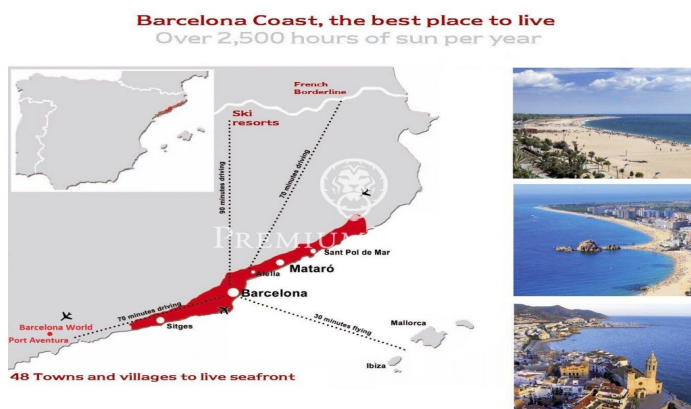 Barcelona Coast, the best place to live
Over 2,500 hours of sun per year
French
Borderline
Ski
resorts
90 minutes driving
70 minutes driving
PREMIUM
Sant Pol de Mar
Mataró
Alella
Barcelona
70 minutes driving
30 minutes flying
Barcelona World
Port Aventura
Sitges
Mallorca
Ibiza
48 Towns and villages to live seafront